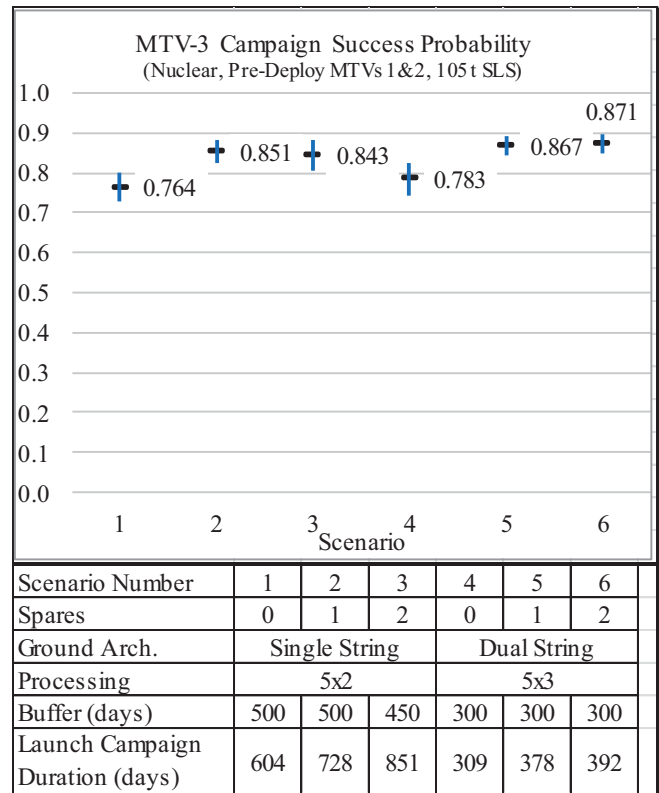 MTV-3 Campaign Success Probability
(Nuclear, Pre-Deploy MTVs 1&2, 105t SLS)
1.0
0.9
0.8
0.7
0.6
0.5
0.4
0.3
0.2
0.1
0.0
0.764
0.851
0.843
0.783
0.867
0.871
1 2 3 4 5 6
Scenario
Scenario Number 1 2 3 4 5 6
Spares 0 1 2 0 1 2
Ground Arch. Single String Dual String
Processing 5x2 5x3
Buffer (days) 500 500 450 300 300 300
Launch Campaign
Duration (days) 604 728 851 309 378 392